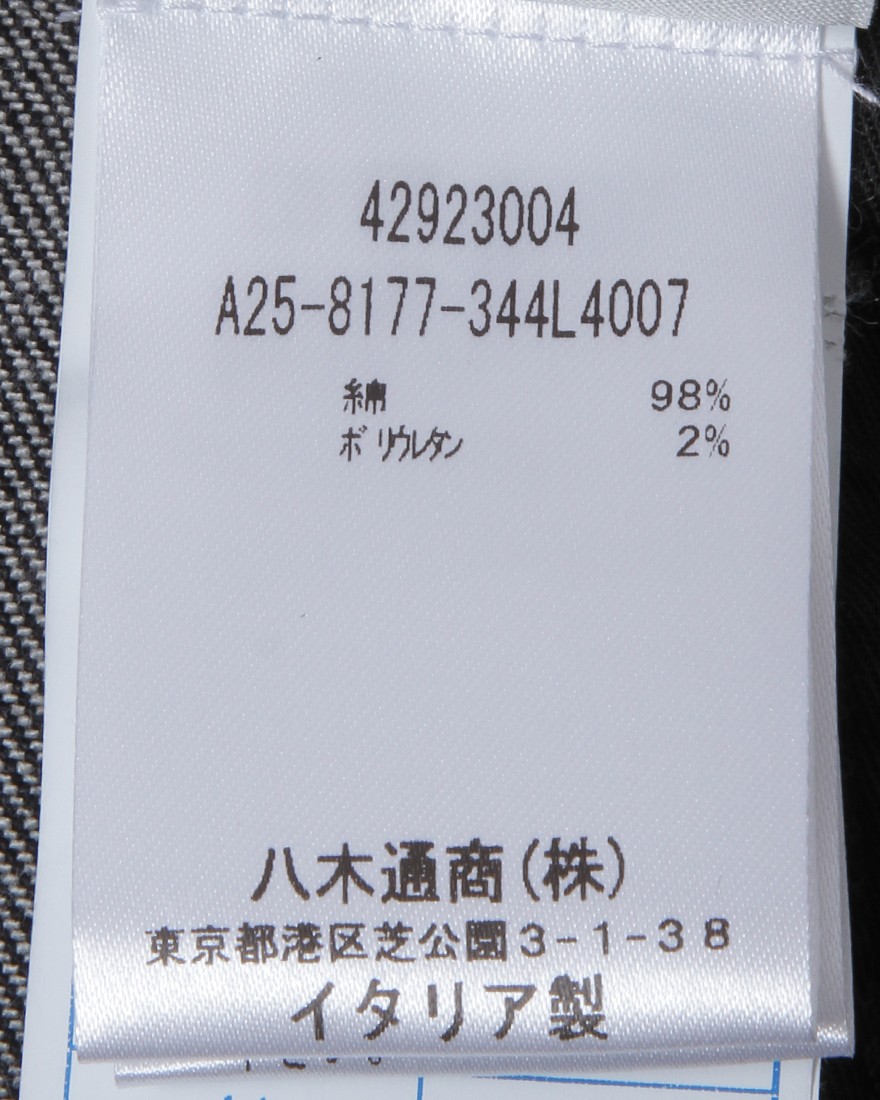 42923004
A25-8177-344L4007
綿 98%
ポリウレタン 2%
八木通商(株)
東京都港区芝公園3-1-38
イタリア製